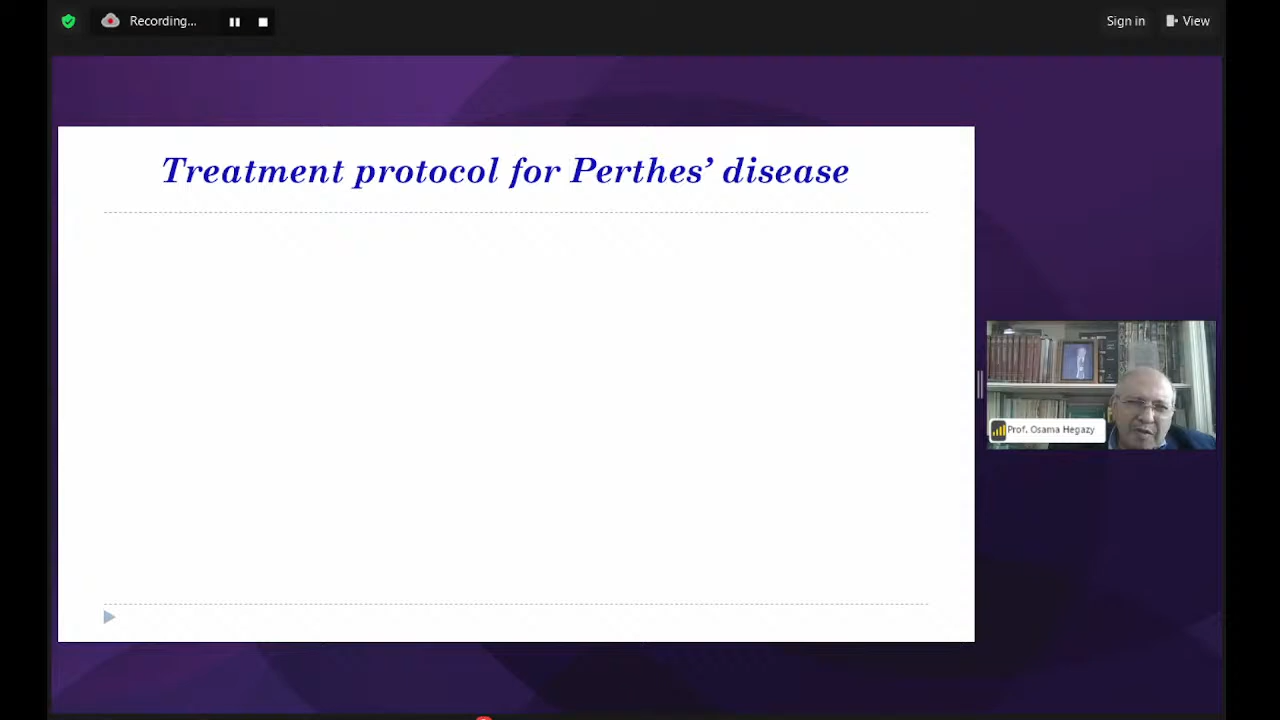 Recording...
Sign in
View
Treatment protocol for Perthes’ disease
Prof. Osama Hegazy